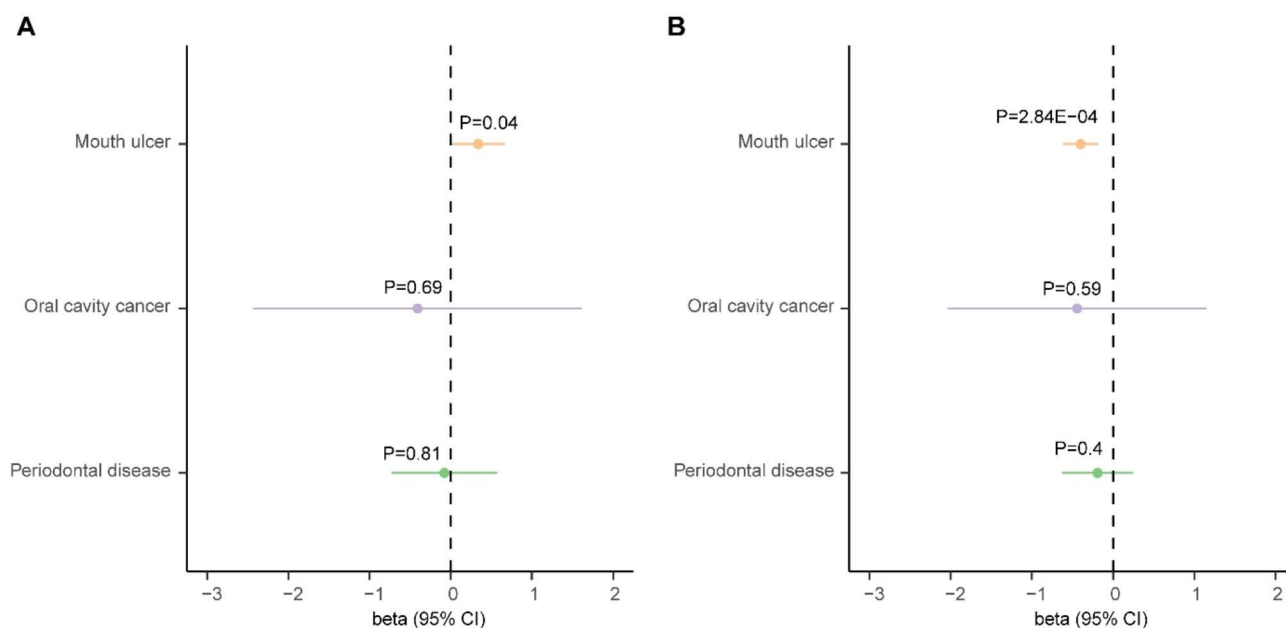 A
Mouth ulcer
P=0.04
Oral cavity cancer
P=0.69
Periodontal disease
P=0.81
−3 −2 −1 0 1 2
beta (95% CI)
B
Mouth ulcer
P=2.84E−04
Oral cavity cancer
P=0.59
Periodontal disease
P=0.4
−3 −2 −1 0 1 2
beta (95% CI)